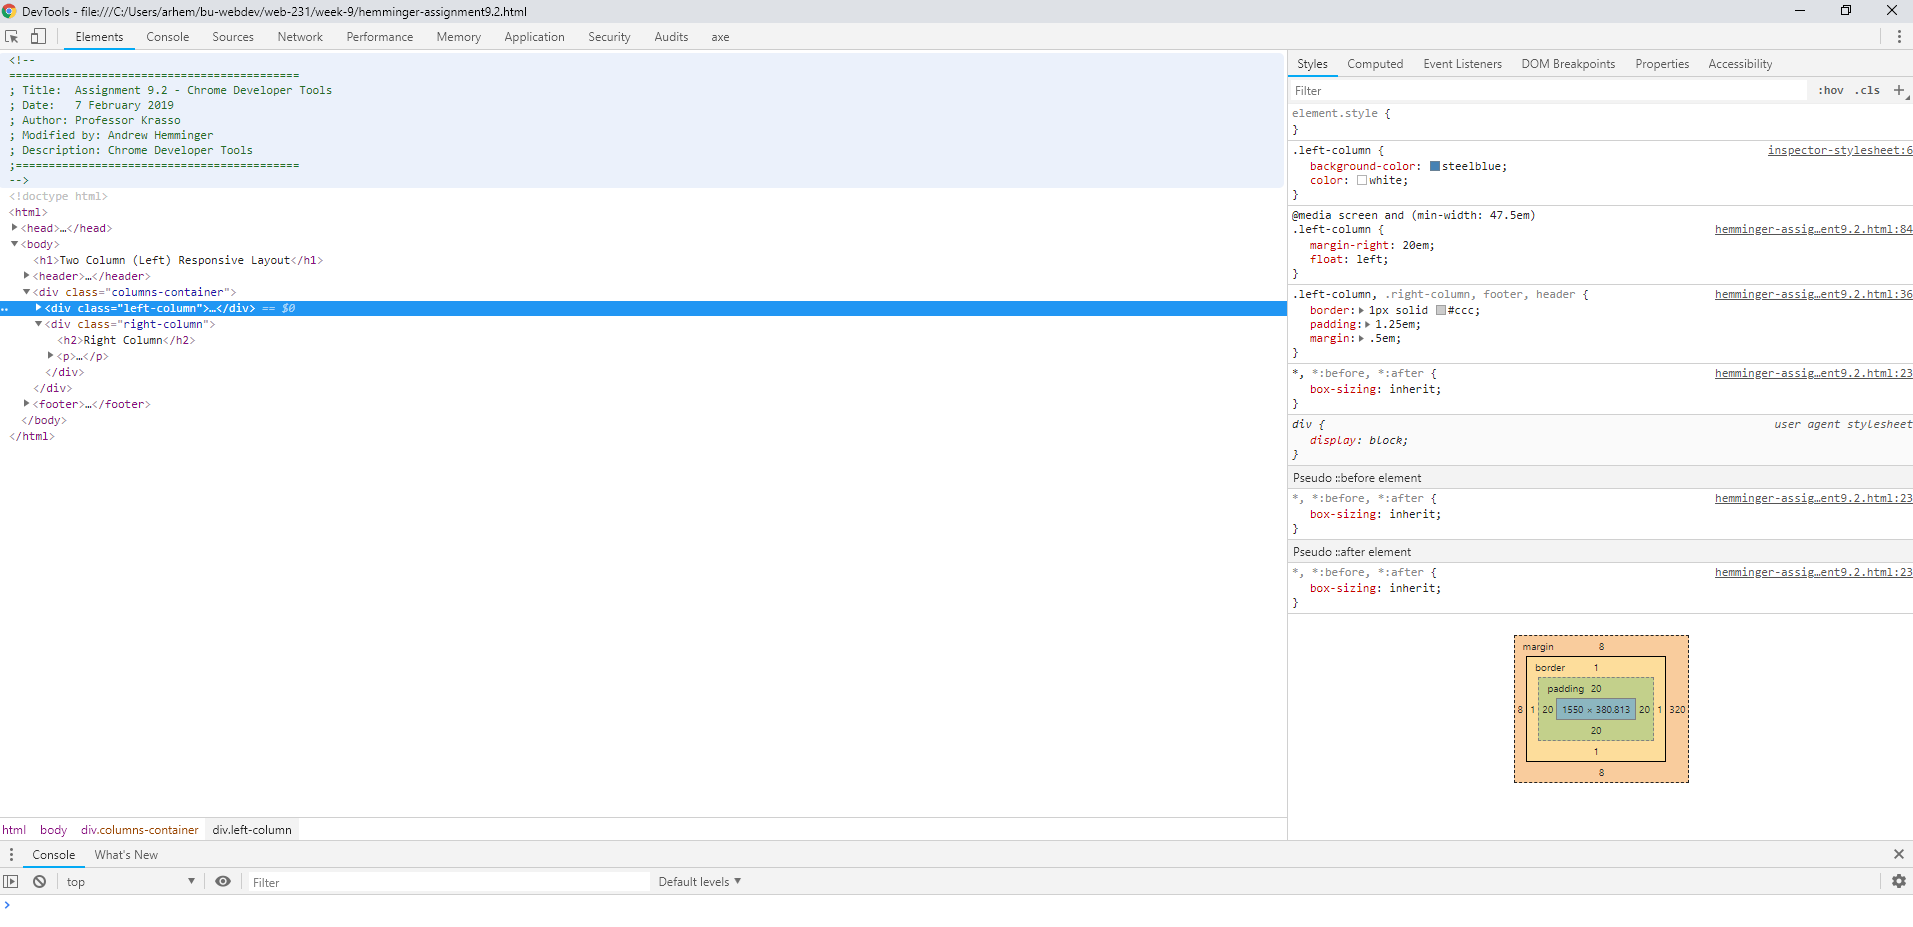 DevTools - file:///C:/Users/arhem/bu-webdev/web-231/week-9/hemminger-assignment9.2.html
Elements Console Sources Network Performance Memory Application Security Audits axe
<!--
===========================================
; Title:  Assignment 9.2 - Chrome Developer Tools
; Date:   7 February 2019
; Author: Professor Krasso
; Modified by: Andrew Hemminger
; Description: Chrome Developer Tools
;===========================================
-->
<!doctype html>
<html>
<head>…</head>
<body>
<h1>Two Column (Left) Responsive Layout</h1>
<header>…</header>
<div class="columns-container">
<div class="left-column">…</div> == $0
<div class="right-column">
<h2>Right Column</h2>
<p>…</p>
</div>
</div>
<footer>…</footer>
</body>
</html>
html body div.columns-container div.left-column
Styles Computed Event Listeners DOM Breakpoints Properties Accessibility
Filter :hov .cls +
element.style {
}
.left-column { inspector-stylesheet:6
background-color: steelblue;
color: white;
}
@media screen and (min-width: 47.5em)
.left-column { hemminger-assig…ent9.2.html:84
margin-right: 20em;
float: left;
}
.left-column, .right-column, footer, header { hemminger-assig…ent9.2.html:36
border: 1px solid #ccc;
padding: 1.25em;
margin: .5em;
}
*, *:before, *:after { hemminger-assig…ent9.2.html:23
box-sizing: inherit;
}
div { user agent stylesheet
display: block;
}
Pseudo ::before element
*, *:before, *:after { hemminger-assig…ent9.2.html:23
box-sizing: inherit;
}
Pseudo ::after element
*, *:before, *:after { hemminger-assig…ent9.2.html:23
box-sizing: inherit;
}
margin 8
border 1
padding 20
8 1 20 1550 × 380.813 20 1 320
20
1
8
Console What's New
top Filter Default levels